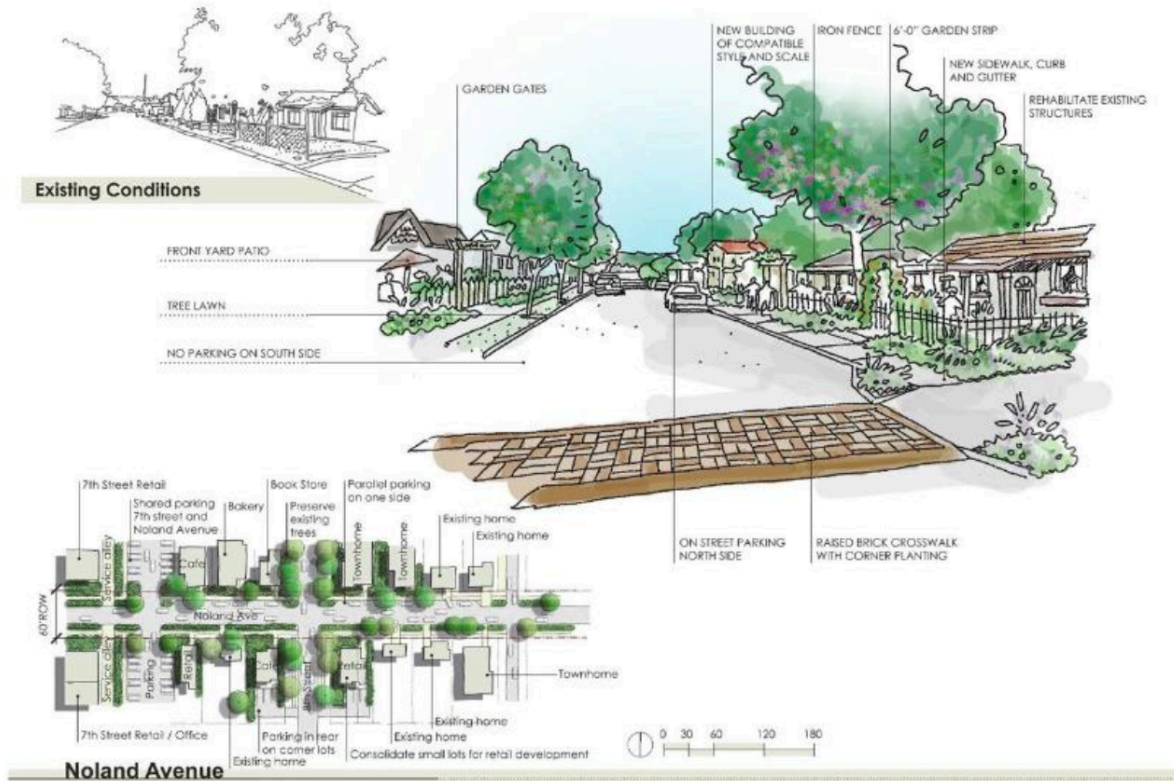 Existing Conditions
GARDEN GATES
NEW BUILDING
OF COMPATIBLE
STYLE AND SCALE
IRON FENCE
6'-0" GARDEN STRIP
NEW SIDEWALK, CURB
AND GUTTER
REHABILITATE EXISTING
STRUCTURES
FRONT YARD PATIO
TREE LAWN
NO PARKING ON SOUTH SIDE
ON STREET PARKING
NORTH SIDE
RAISED BRICK CROSSWALK
WITH CORNER PLANTING
7th Street Retail
Shared parking
7th street and
Noland Avenue
Bakery
Book Store
Preserve
existing
trees
Parallel parking
on one side
Existing home
Existing home
Service alley
Cafe
Townhome
Townhome
60'ROW
Noland Ave
Service alley
Parking
Retail
Cafe
Retail
Townhome
7th Street Retail / Office
Existing home
Parking in rear
on corner lots
Existing home
Existing home
Consolidate small lots for retail development
0 30 60 120 180
Noland Avenue